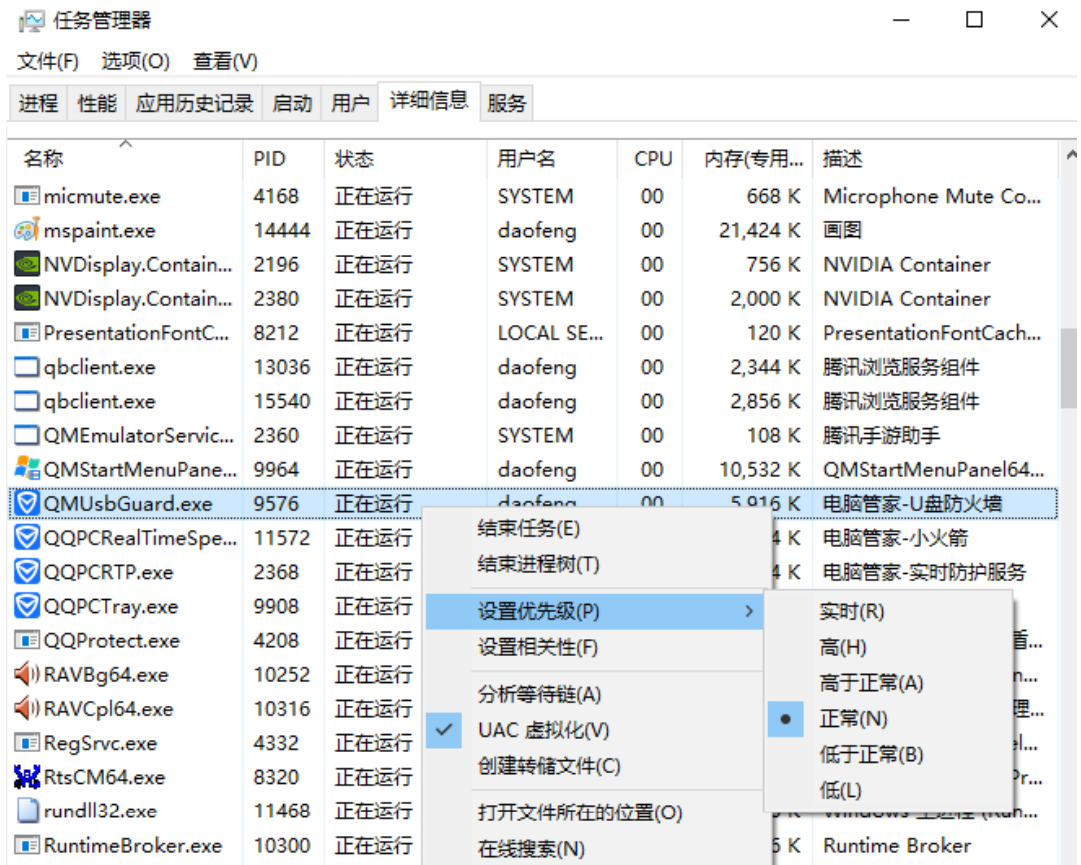 任务管理器
文件(F) 选项(O) 查看(V)
进程 性能 应用历史记录 启动 用户 详细信息 服务
名称 PID 状态 用户名 CPU 内存(专用... 描述
micmute.exe 4168 正在运行 SYSTEM 00 668 K Microphone Mute Co...
mspaint.exe 14444 正在运行 daofeng 00 21,424 K 画图
NVDisplay.Contain... 2196 正在运行 SYSTEM 00 756 K NVIDIA Container
NVDisplay.Contain... 2380 正在运行 SYSTEM 00 2,000 K NVIDIA Container
PresentationFontC... 8212 正在运行 LOCAL SE... 00 120 K PresentationFontCach...
qbclient.exe 13036 正在运行 daofeng 00 2,344 K 腾讯浏览服务组件
qbclient.exe 15540 正在运行 daofeng 00 2,856 K 腾讯浏览服务组件
QMEmulatorServic... 2360 正在运行 SYSTEM 00 108 K 腾讯手游助手
QMStartMenuPane... 9964 正在运行 daofeng 00 10,532 K QMStartMenuPanel64...
QMUsbGuard.exe 9576 正在运行 daofeng 00 5,916 K 电脑管家-U盘防火墙
结束任务(E)
QQPCRealTimeSpe... 11572 正在运行 4 K 电脑管家-小火箭
结束进程树(T)
QQPCRTP.exe 2368 正在运行 4 K 电脑管家-实时防护服务
QQPCTray.exe 9908 正在运行 设置优先级(P) 实时(R)
QQProtect.exe 4208 正在运行 设置相关性(F) 高(H) 盾...
RAVBg64.exe 10252 正在运行 高于正常(A) n...
分析等待链(A)
RAVCpl64.exe 10316 正在运行 正常(N) 理...
UAC 虚拟化(V)
RegSrvc.exe 4332 正在运行 低于正常(B) el...
创建转储文件(C)
RtsCM64.exe 8320 正在运行 低(L) Pr...
rundll32.exe 11468 正在运行 打开文件所在的位置(O) K Windows 主进程 (Run...
RuntimeBroker.exe 10300 正在运行 在线搜索(N) 6 K Runtime Broker